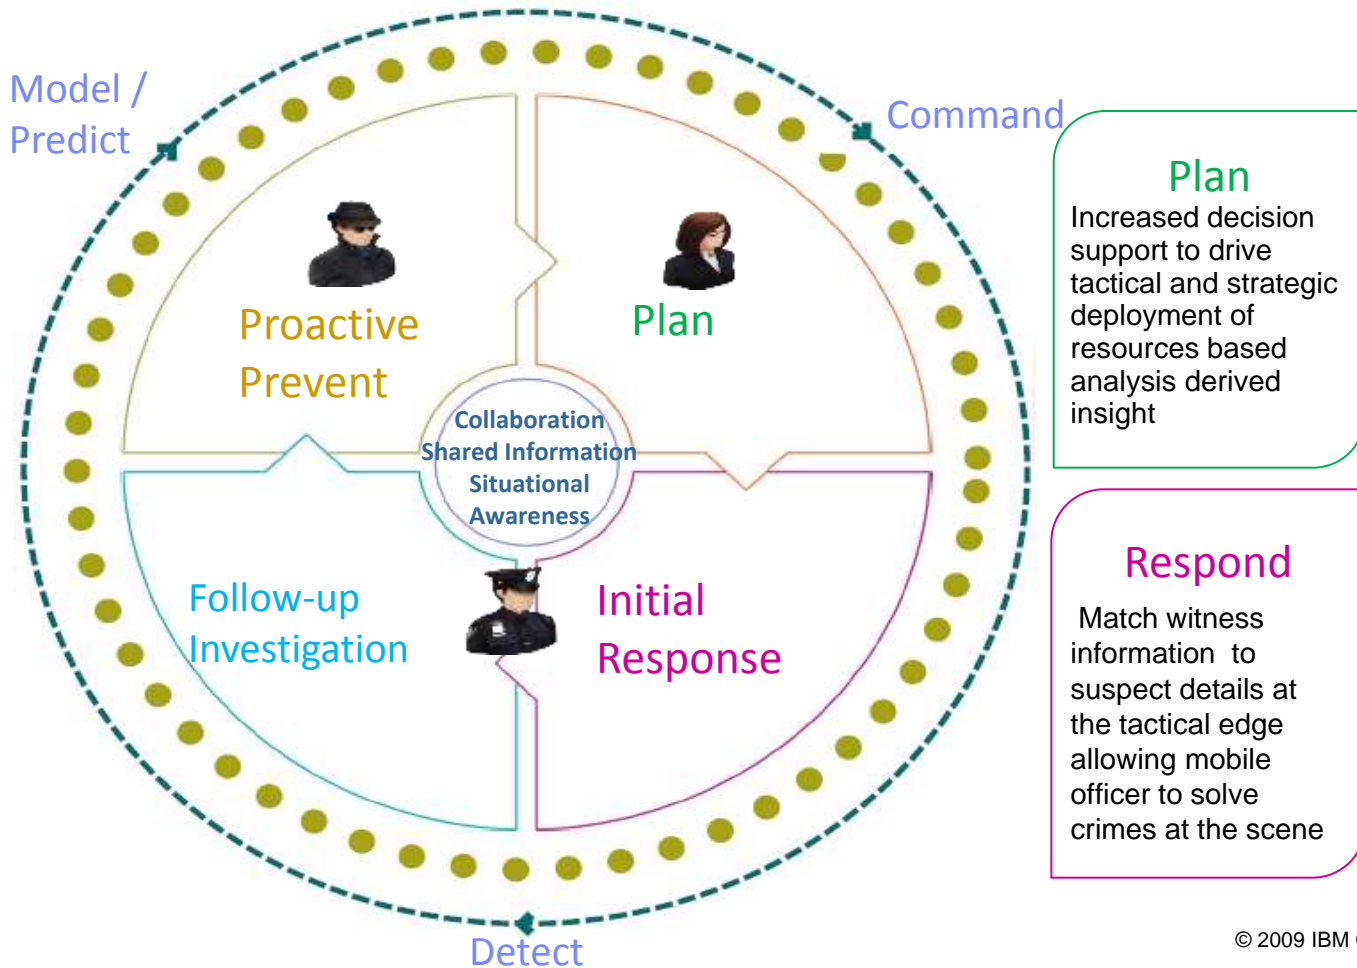 Model /
Predict
Command
Proactive
Prevent
Plan
Collaboration
Shared Information
Situational
Awareness
Follow-up
Investigation
Initial
Response
Detect
Plan
Increased decision
support to drive
tactical and strategic
deployment of
resources based
analysis derived
insight
Respond
Match witness
information to
suspect details at
the tactical edge
allowing mobile
officer to solve
crimes at the scene
© 2009 IBM